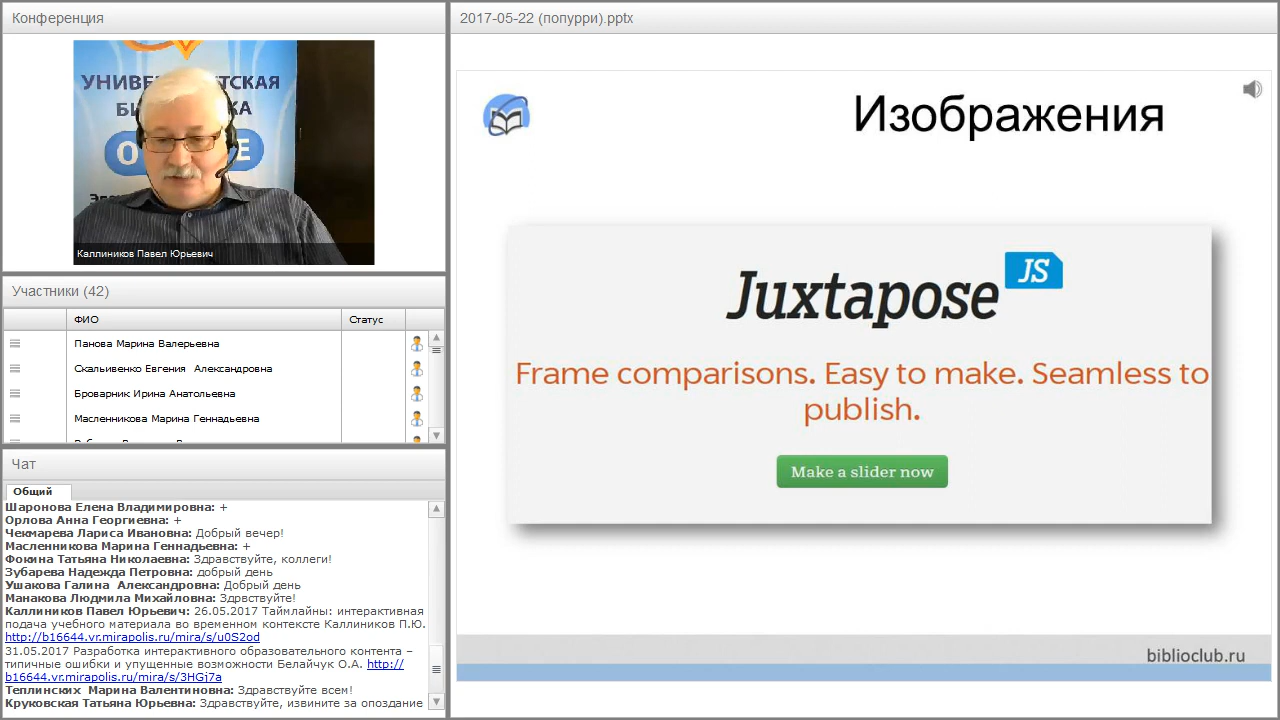 Конференция
УНИВЕ
ТСКАЯ
БИ
КА
О
Е
Каллиников Павел Юрьевич
Участники (42)
ФИО
Статус
Панова Марина Валерьевна
Скальивенко Евгения Александровна
Броварник Ирина Анатольевна
Масленникова Марина Геннадьевна
Чат
Общий
Шаронова Елена Владимировна: +
Орлова Анна Георгиевна: +
Чекмарева Лариса Ивановна: Добрый вечер!
Масленникова Марина Геннадьевна: +
Фокина Татьяна Николаевна: Здравствуйте, коллеги!
Зубарева Надежда Петровна: добрый день
Ушакова Галина Александровна: Добрый день
Манакова Людмила Михайловна: Здрвствуйте!
Каллиников Павел Юрьевич: 26.05.2017 Таймлайны: интерактивная
подача учебного материала во временном контексте Каллиников П.Ю.
http://b16644.vr.mirapolis.ru/mira/s/u0S2od
31.05.2017 Разработка интерактивного образовательного контента –
типичные ошибки и упущенные возможности Белайчук О.А. http://
b16644.vr.mirapolis.ru/mira/s/3HGj7a
Теплинских Марина Валентиновна: Здравствуйте всем!
Круковская Татьяна Юрьевна: Здравствуйте, извините за опоздание
2017-05-22 (попурри).pptx
Изображения
Juxtapose JS
Frame comparisons. Easy to make. Seamless to
publish.
Make a slider now
biblioclub.ru